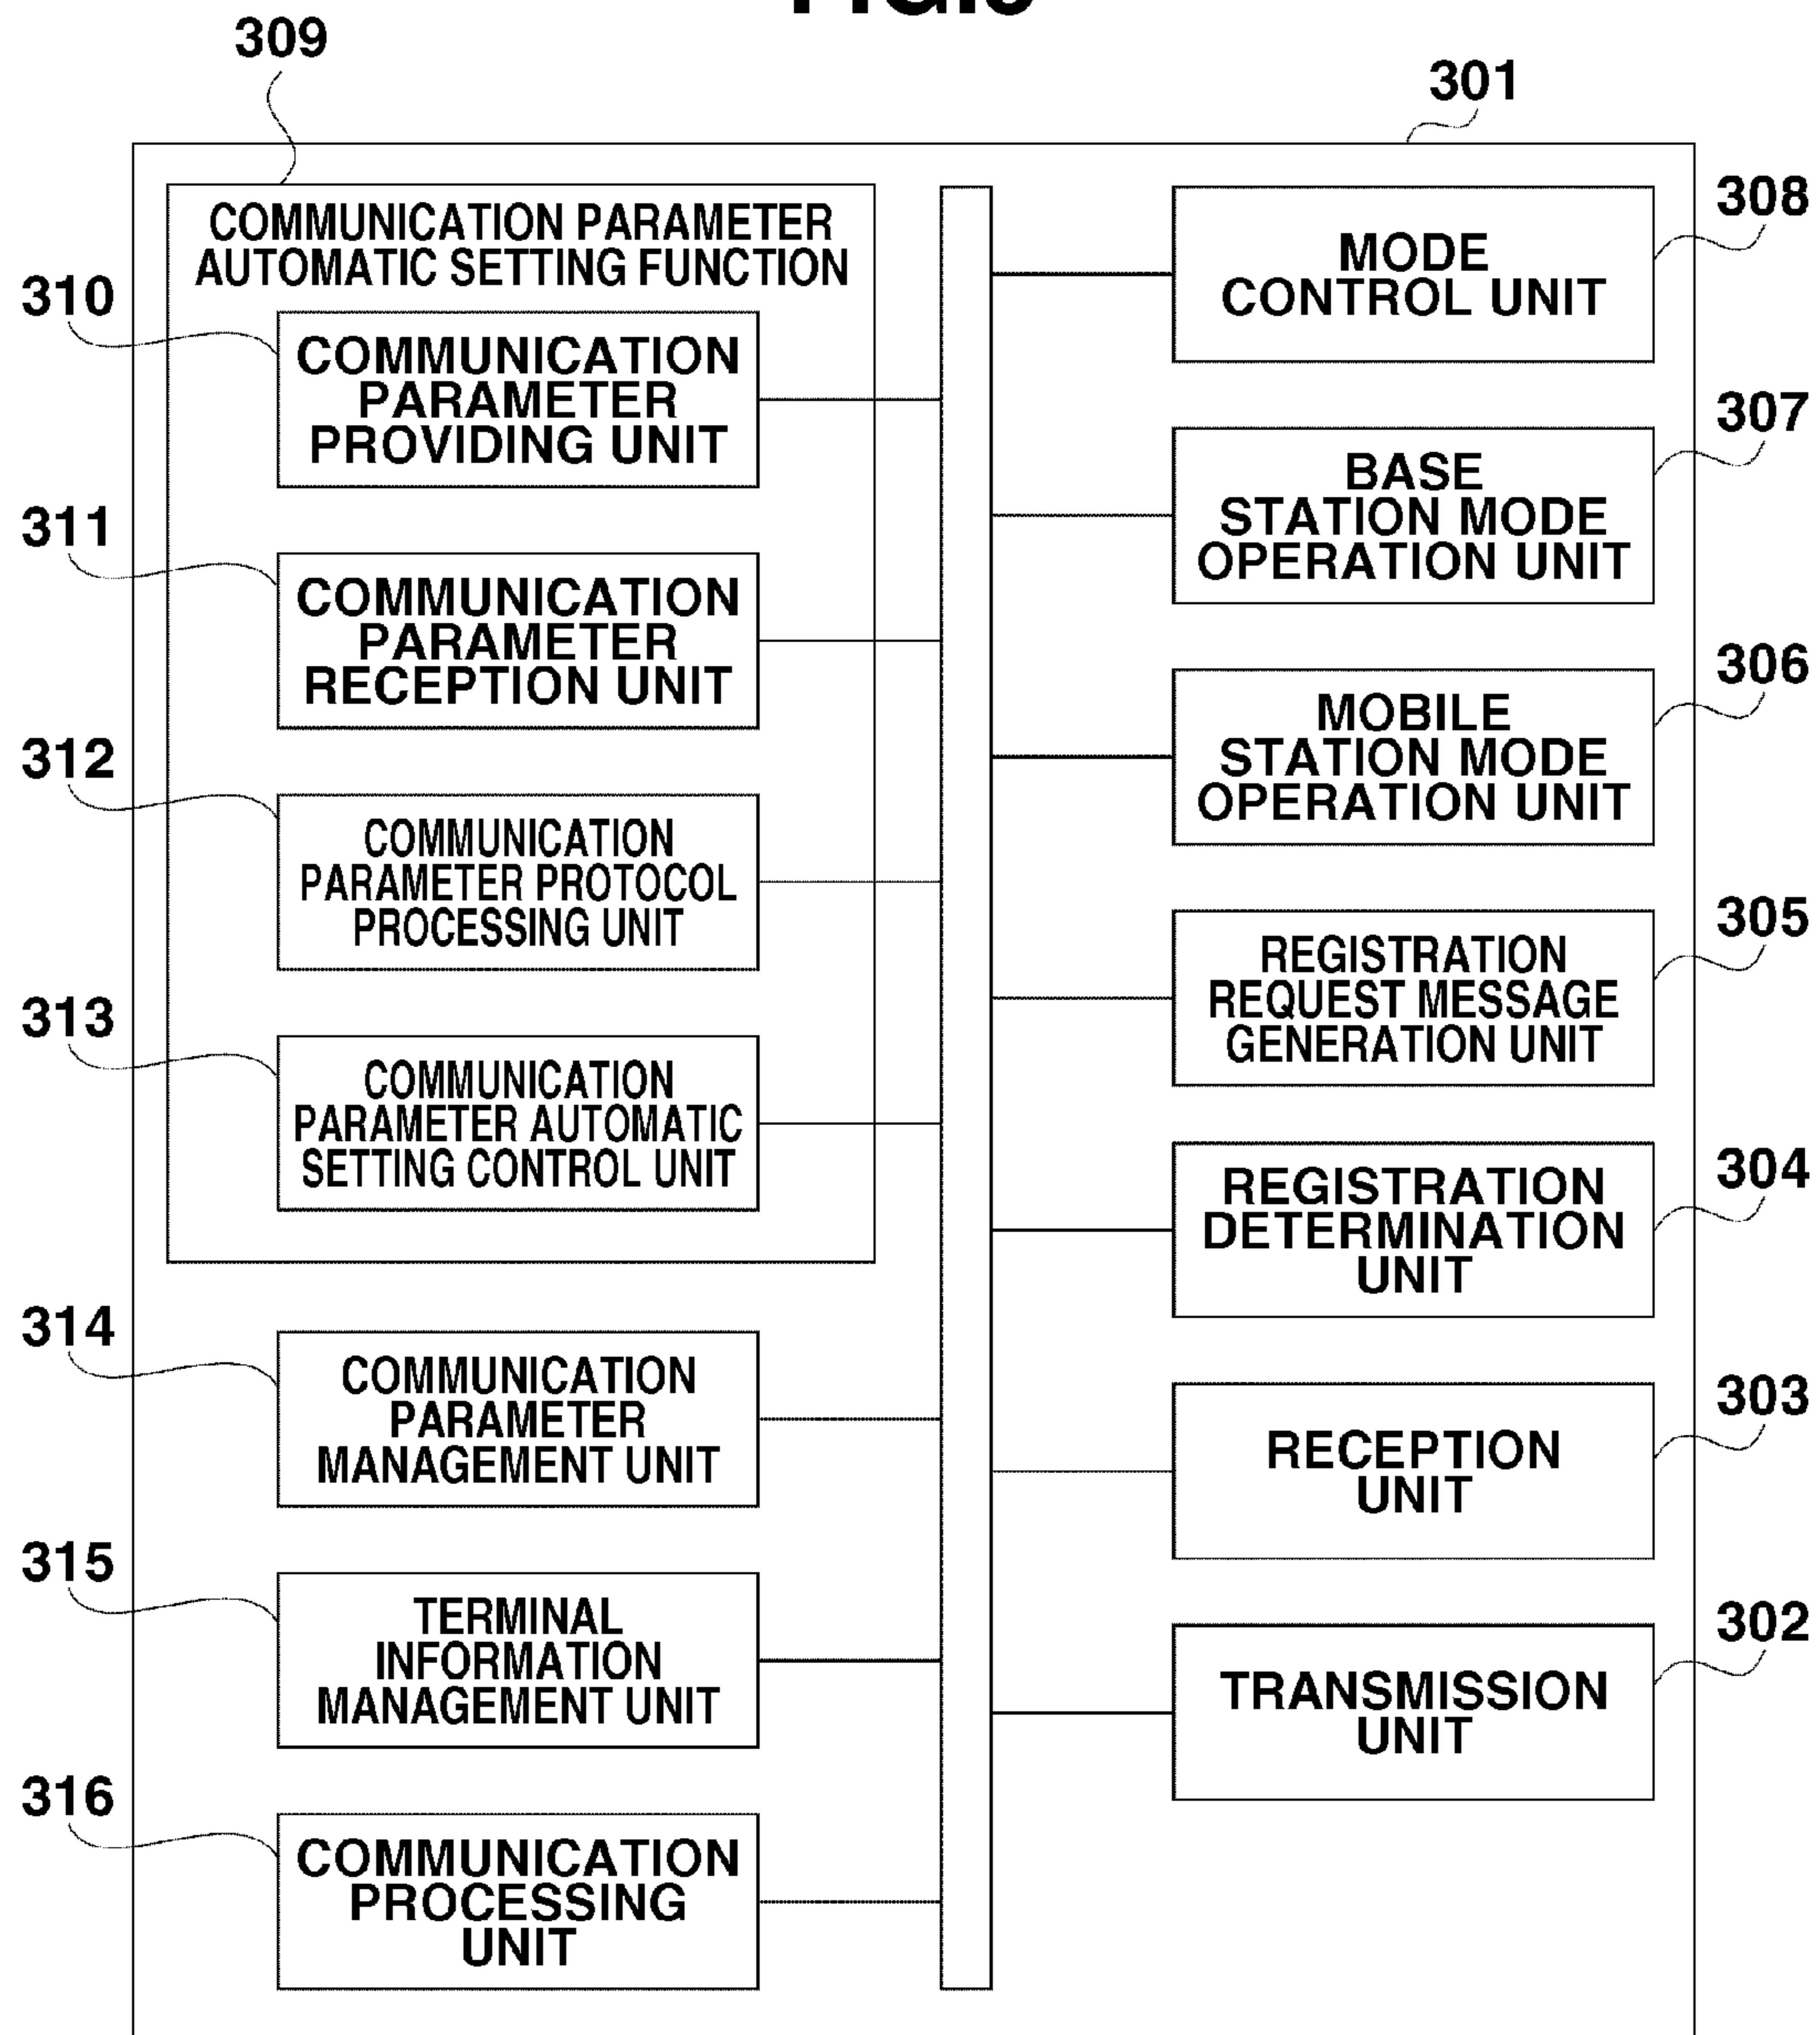 309
301
COMMUNICATION PARAMETER
AUTOMATIC SETTING FUNCTION
310
COMMUNICATION
PARAMETER
PROVIDING UNIT
311
COMMUNICATION
PARAMETER
RECEPTION UNIT
312
COMMUNICATION
PARAMETER PROTOCOL
PROCESSING UNIT
313
COMMUNICATION
PARAMETER AUTOMATIC
SETTING CONTROL UNIT
314
COMMUNICATION
PARAMETER
MANAGEMENT UNIT
315
TERMINAL
INFORMATION
MANAGEMENT UNIT
316
COMMUNICATION
PROCESSING
UNIT
308
MODE
CONTROL UNIT
307
BASE
STATION MODE
OPERATION UNIT
306
MOBILE
STATION MODE
OPERATION UNIT
305
REGISTRATION
REQUEST MESSAGE
GENERATION UNIT
304
REGISTRATION
DETERMINATION
UNIT
303
RECEPTION
UNIT
302
TRANSMISSION
UNIT